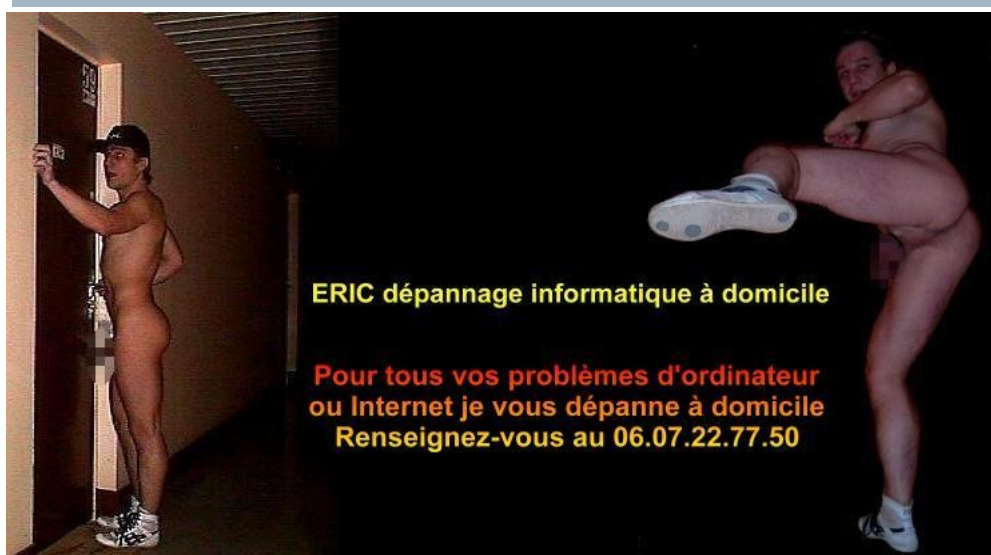 ERIC dépannage informatique à domicile
Pour tous vos problèmes d'ordinateur
ou Internet je vous dépanne à domicile
Renseignez-vous au 06.07.22.77.50